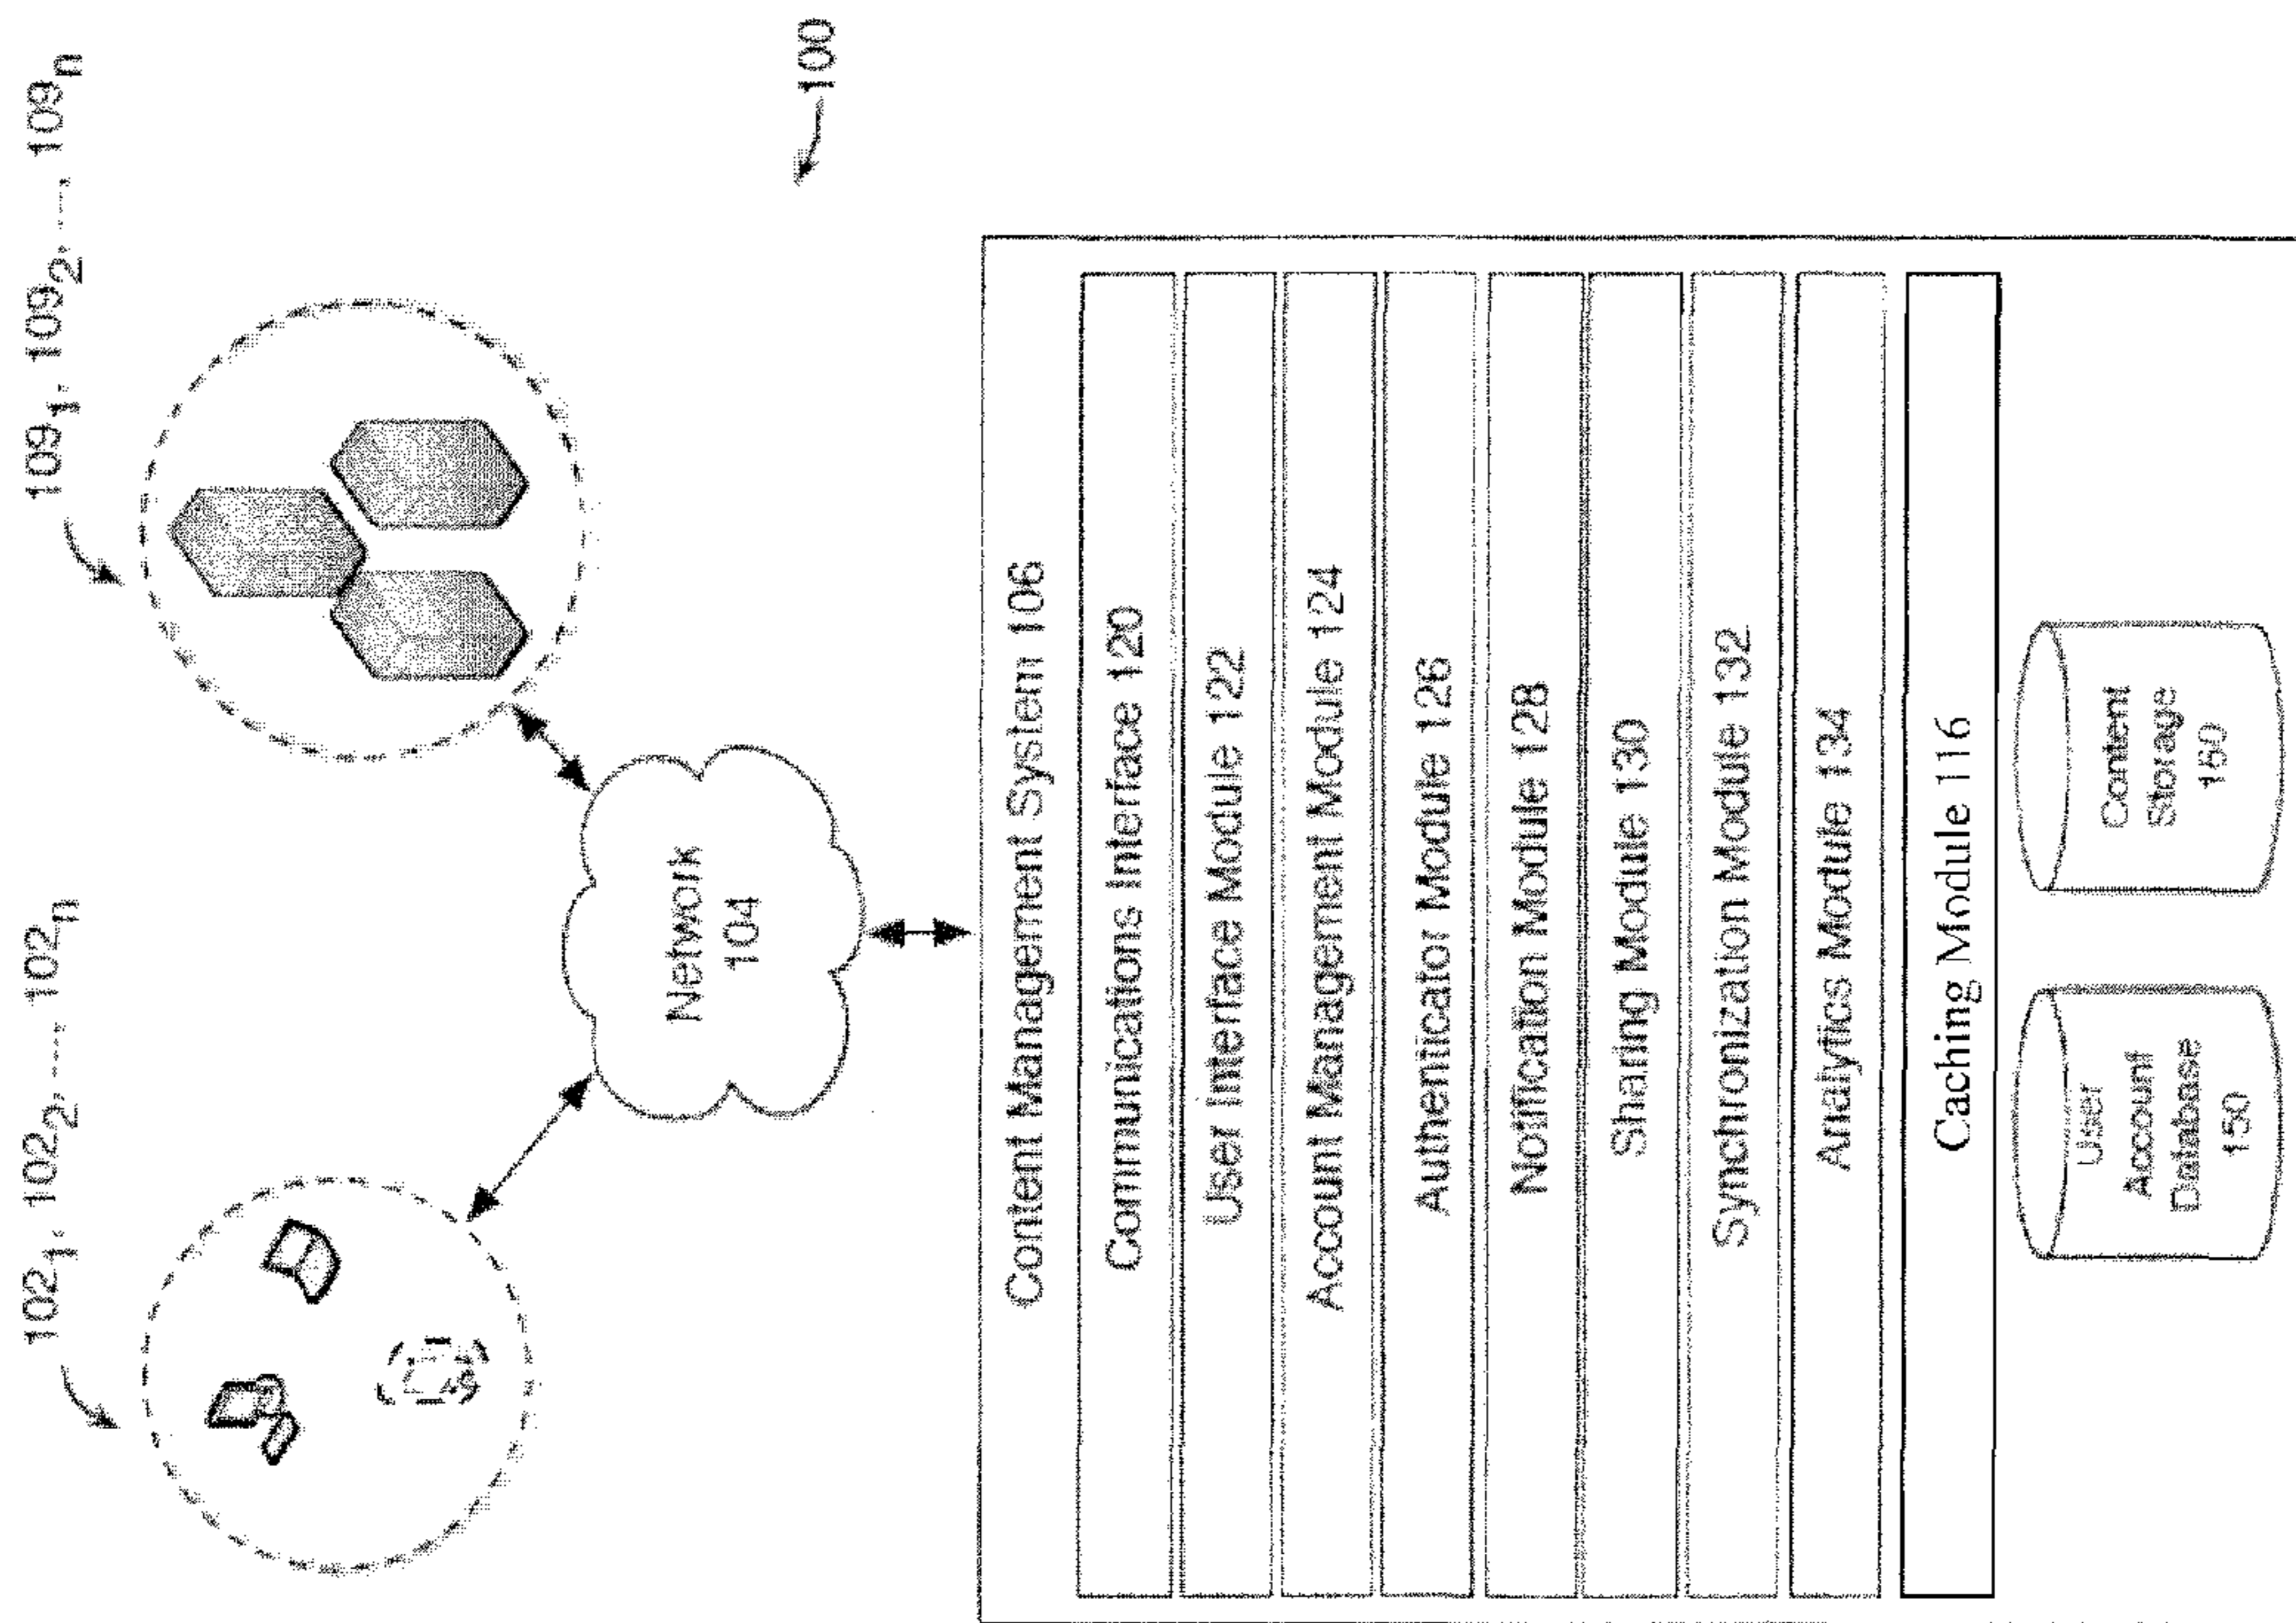 102₁, 102₂, ---- 102ₙ
109₁, 109₂, ---- 109ₙ
Network
104
100
Content Management System 106
Communications Interface 120
User Interface Module 122
Account Management Module 124
Authenticator Module 126
Notification Module 128
Sharing Module 130
Synchronization Module 132
Analytics Module 134
Caching Module 116
User
Account
Database
150
Content
Storage
160